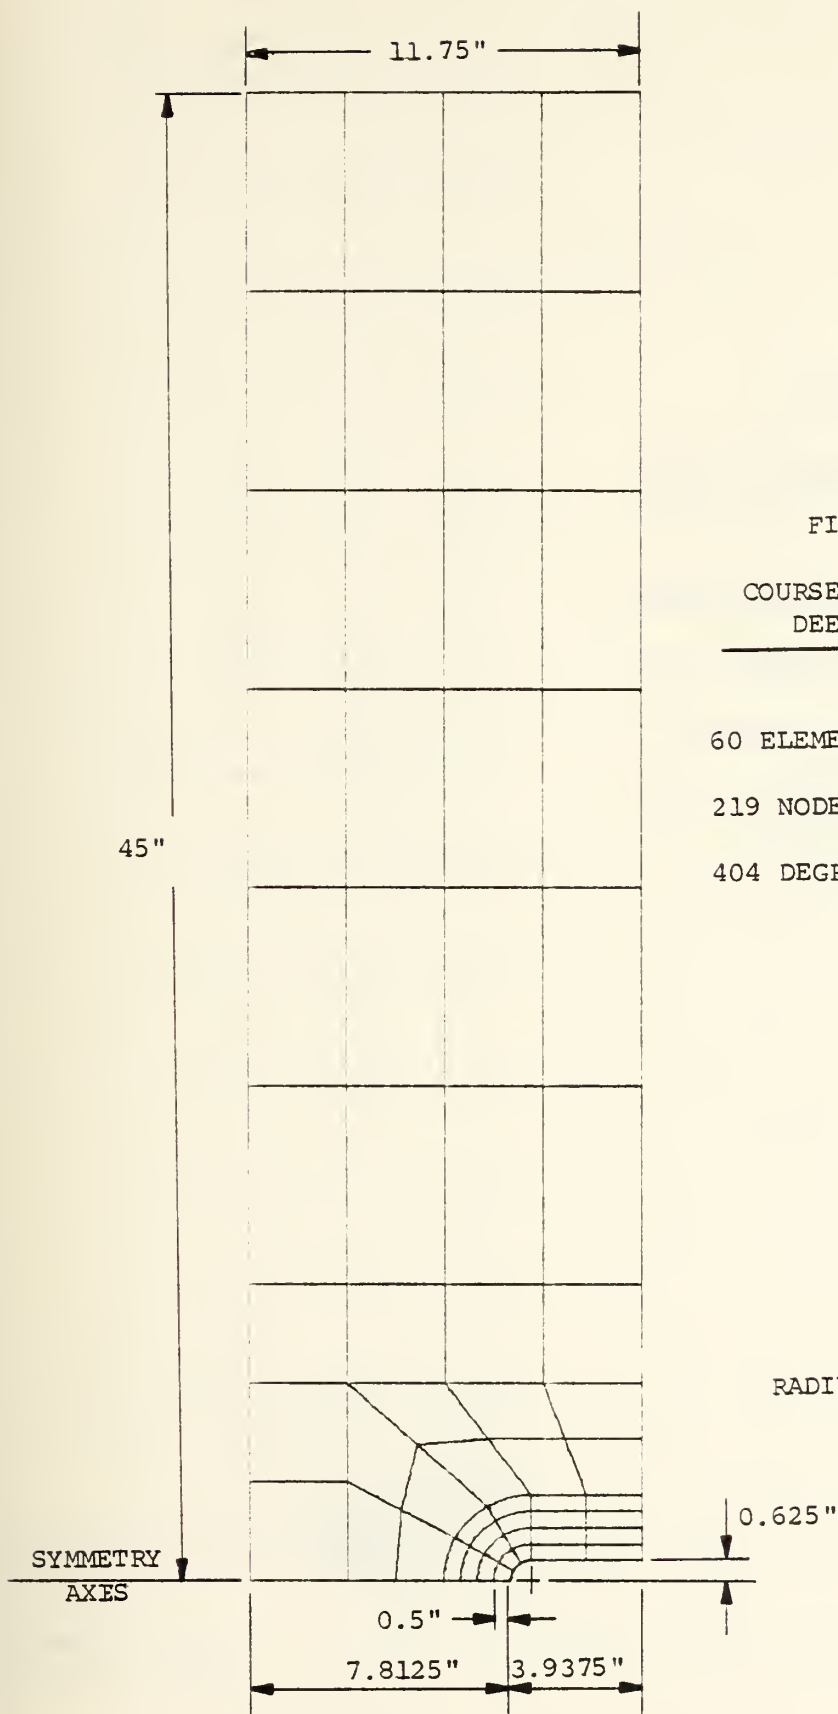 11.75"
FI
COURSE
DEE
60 ELEME
219 NODE
45"
404 DEG
RADI
0.625"
SYMMETRY
AXES
0.5"
7.8125"
3.9375"